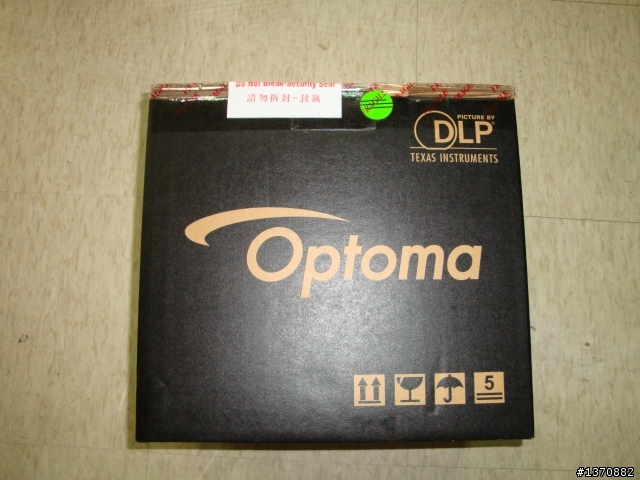 Do Not Break-Security Seal
請勿拆封-封籤
PICTURE BY
DLP®
TEXAS INSTRUMENTS
Optoma
5
#1370882